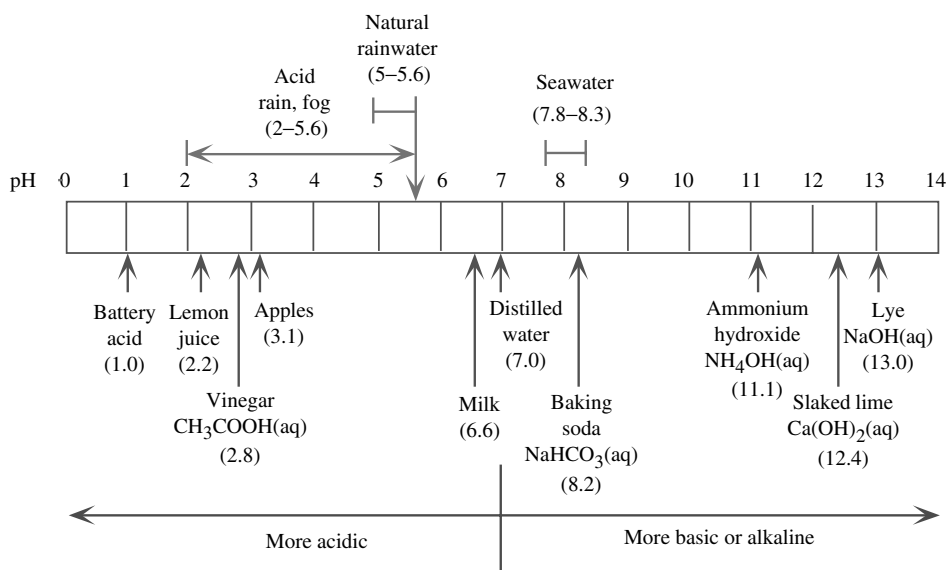 Natural
rainwater
(5–5.6)
Acid
rain, fog
(2–5.6)
Seawater
(7.8–8.3)
pH 0 1 2 3 4 5 6 7 8 9 10 11 12 13 14
Battery
acid
(1.0)
Lemon
juice
(2.2)
Apples
(3.1)
Vinegar
CH₃COOH(aq)
(2.8)
Milk
(6.6)
Distilled
water
(7.0)
Baking
soda
NaHCO₃(aq)
(8.2)
Ammonium
hydroxide
NH₄OH(aq)
(11.1)
Slaked lime
Ca(OH)₂(aq)
(12.4)
Lye
NaOH(aq)
(13.0)
More acidic
More basic or alkaline